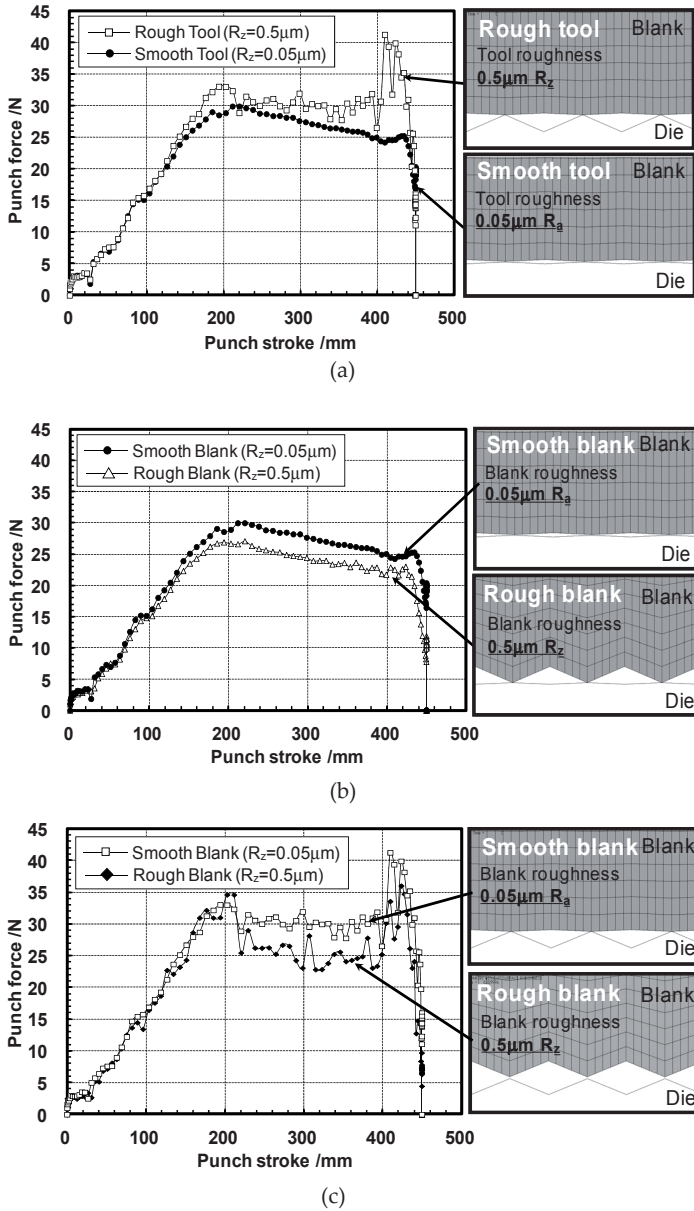 45
40
35
30
25
20
15
10
5
0
Punch force /N
Rough Tool (Rz=0.5μm)
Smooth Tool (Rz=0.05μm)
0 100 200 300 400 500
Punch stroke /mm
Rough tool Blank
Tool roughness
0.5μm Rz
Die
Smooth tool Blank
Tool roughness
0.05μm Ra
Die
(a)
45
40
35
30
25
20
15
10
5
0
Punch force /N
Smooth Blank (Rz=0.05μm)
Rough Blank (Rz=0.5μm)
0 100 200 300 400 500
Punch stroke /mm
Smooth blank Blank
Blank roughness
0.05μm Ra
Die
Rough blank Blank
Blank roughness
0.5μm Rz
Die
(b)
45
40
35
30
25
20
15
10
5
0
Punch force /N
Smooth Blank (Rz=0.05μm)
Rough Blank (Rz=0.5μm)
0 100 200 300 400 500
Punch stroke /mm
Smooth blank Blank
Blank roughness
0.05μm Ra
Die
Rough blank Blank
Blank roughness
0.5μm Rz
Die
(c)